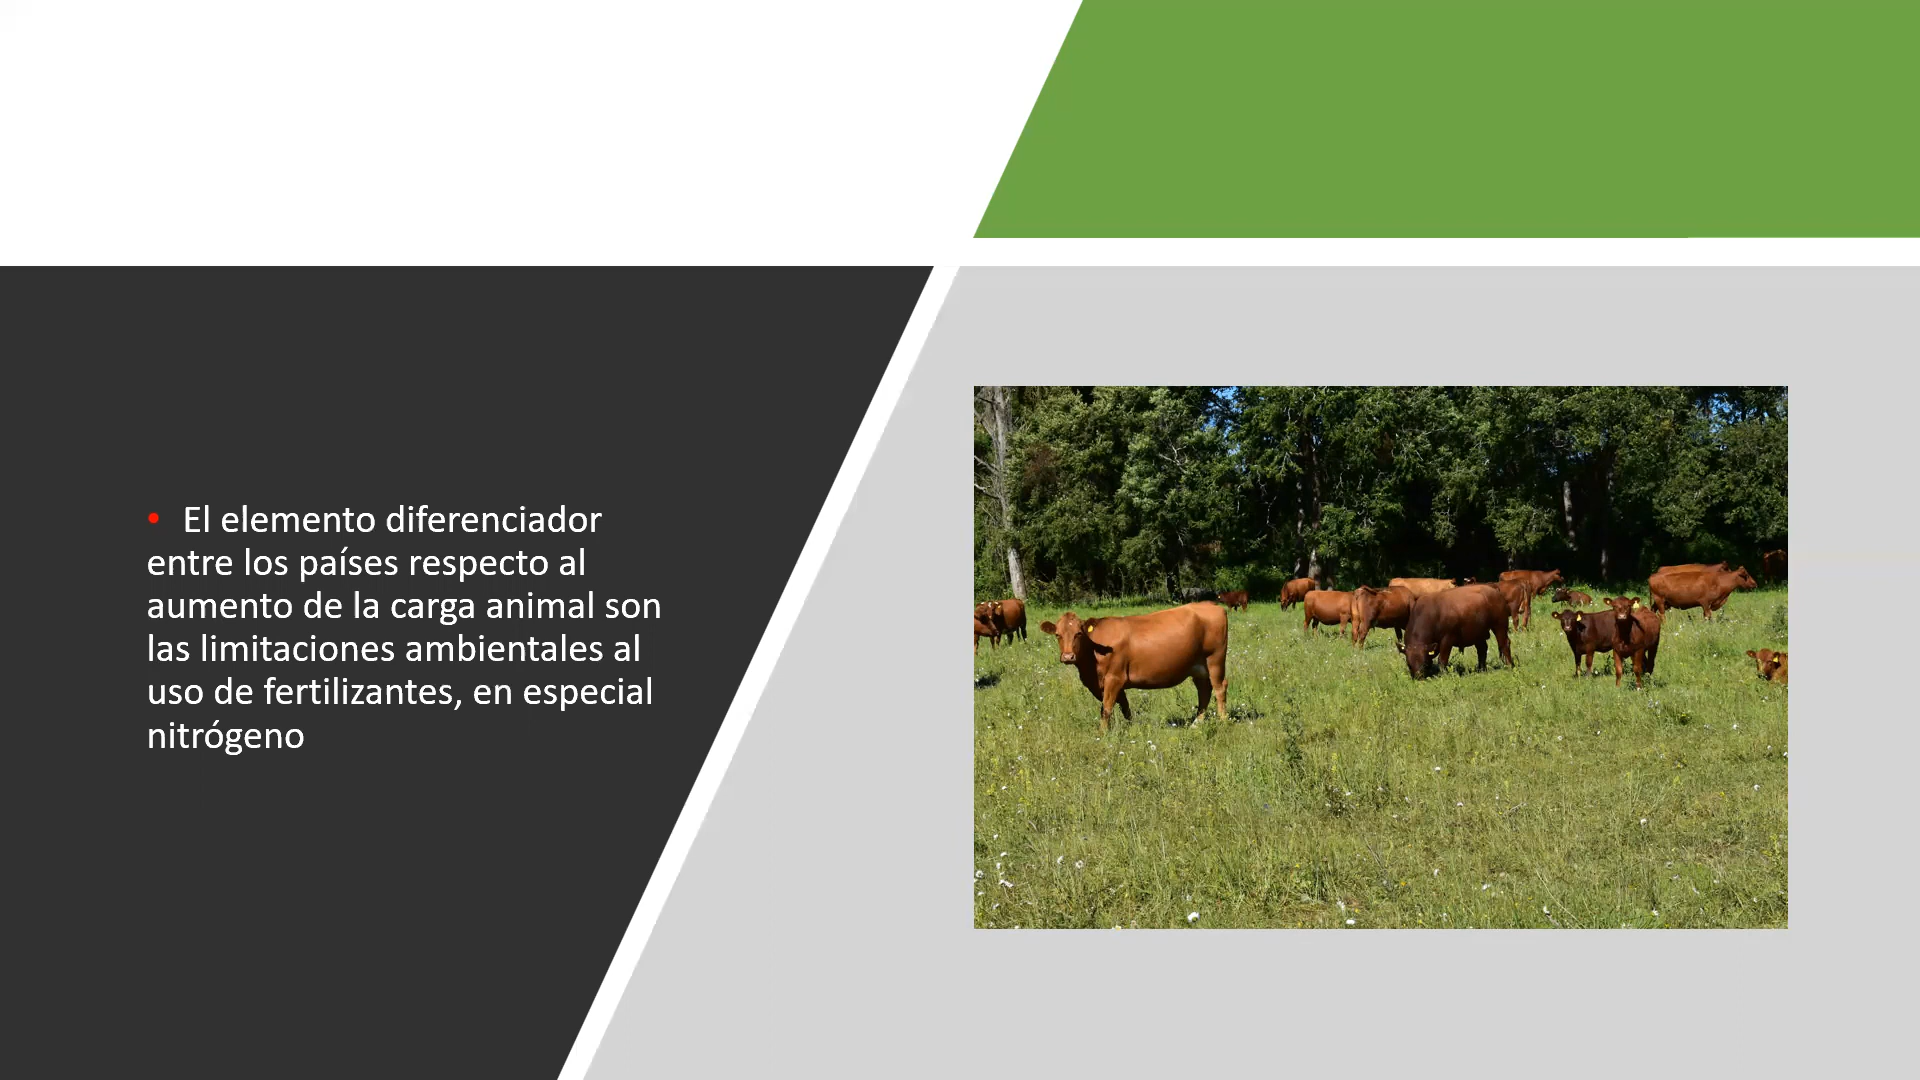 • El elemento diferenciador
entre los países respecto al
aumento de la carga animal son
las limitaciones ambientales al
uso de fertilizantes, en especial
nitrógeno